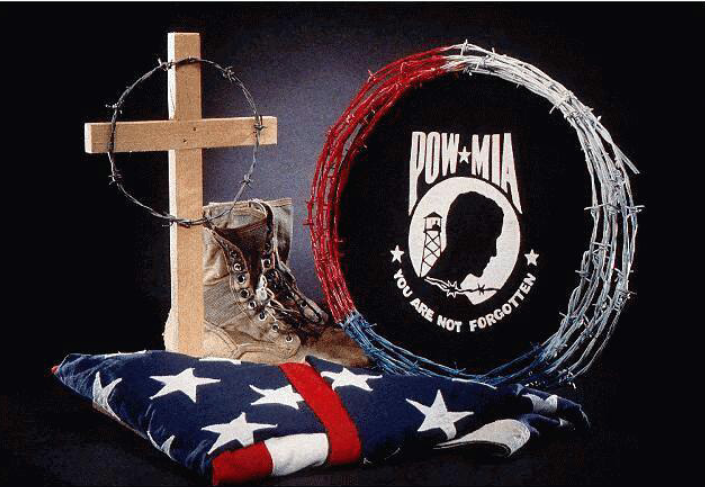 POW★MIA
★ YOU ARE NOT FORGOTTEN ★